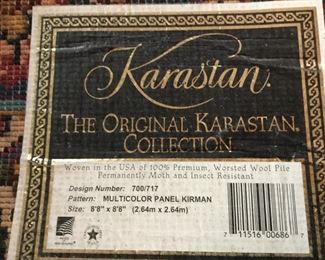 Karastan®
THE ORIGINAL KARASTAN®
COLLECTION
Woven in the USA of 100% Premium, Worsted Wool Pile
Permanently Moth and Insect Resistant
Design Number: 700/717
Pattern: MULTICOLOR PANEL KIRMAN
Size: 8'8" x 8'8" (2.64m x 2.64m)
7 11516 00686 7